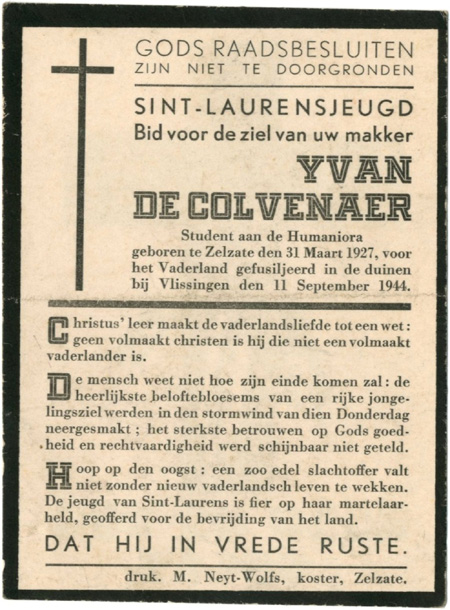 GODS RAADSBESLUITEN
ZIJN NIET TE DOORGRONDEN
SINT-LAURENSJEUGD
Bid voor de ziel van uw makker
YVAN
DE COLVENAER
Student aan de Humaniora
geboren te Zelzate den 31 Maart 1927, voor
het Vaderland gefusiljeerd in de duinen
bij Vlissingen den 11 September 1944.
Christus' leer maakt de vaderlandsliefde tot een wet :
geen volmaakt christen is hij die niet een volmaakt
vaderlander is.
De mensch weet niet hoe zijn einde komen zal : de
heerlijkste beloftebloesems van een rijke jonge-
lingsziel werden in den stormwind van dien Donderdag
neergesmakt ; het sterkste betrouwen op Gods goed-
heid en rechtvaardigheid werd schijnbaar niet geteld.
Hoop op den oogst : een zoo edel slachtoffer valt
niet zonder nieuw vaderlandsch leven te wekken.
De jeugd van Sint-Laurens is fier op haar martelaar-
held, geofferd voor de bevrijding van het land.
DAT HIJ IN VREDE RUSTE.
druk. M. Neyt-Wolfs, koster, Zelzate.